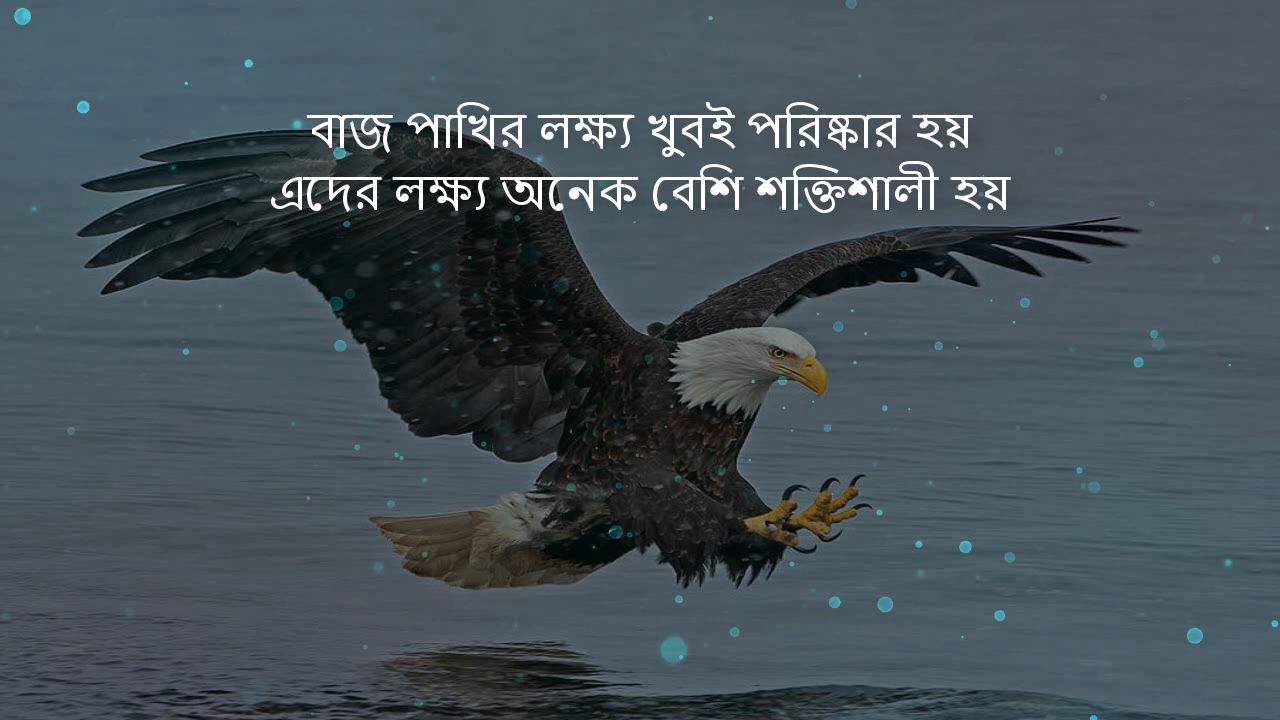 বাজ পাখির লক্ষ্য খুবই পরিষ্কার হয়
এদের লক্ষ্য অনেক বেশি শক্তিশালী হয়